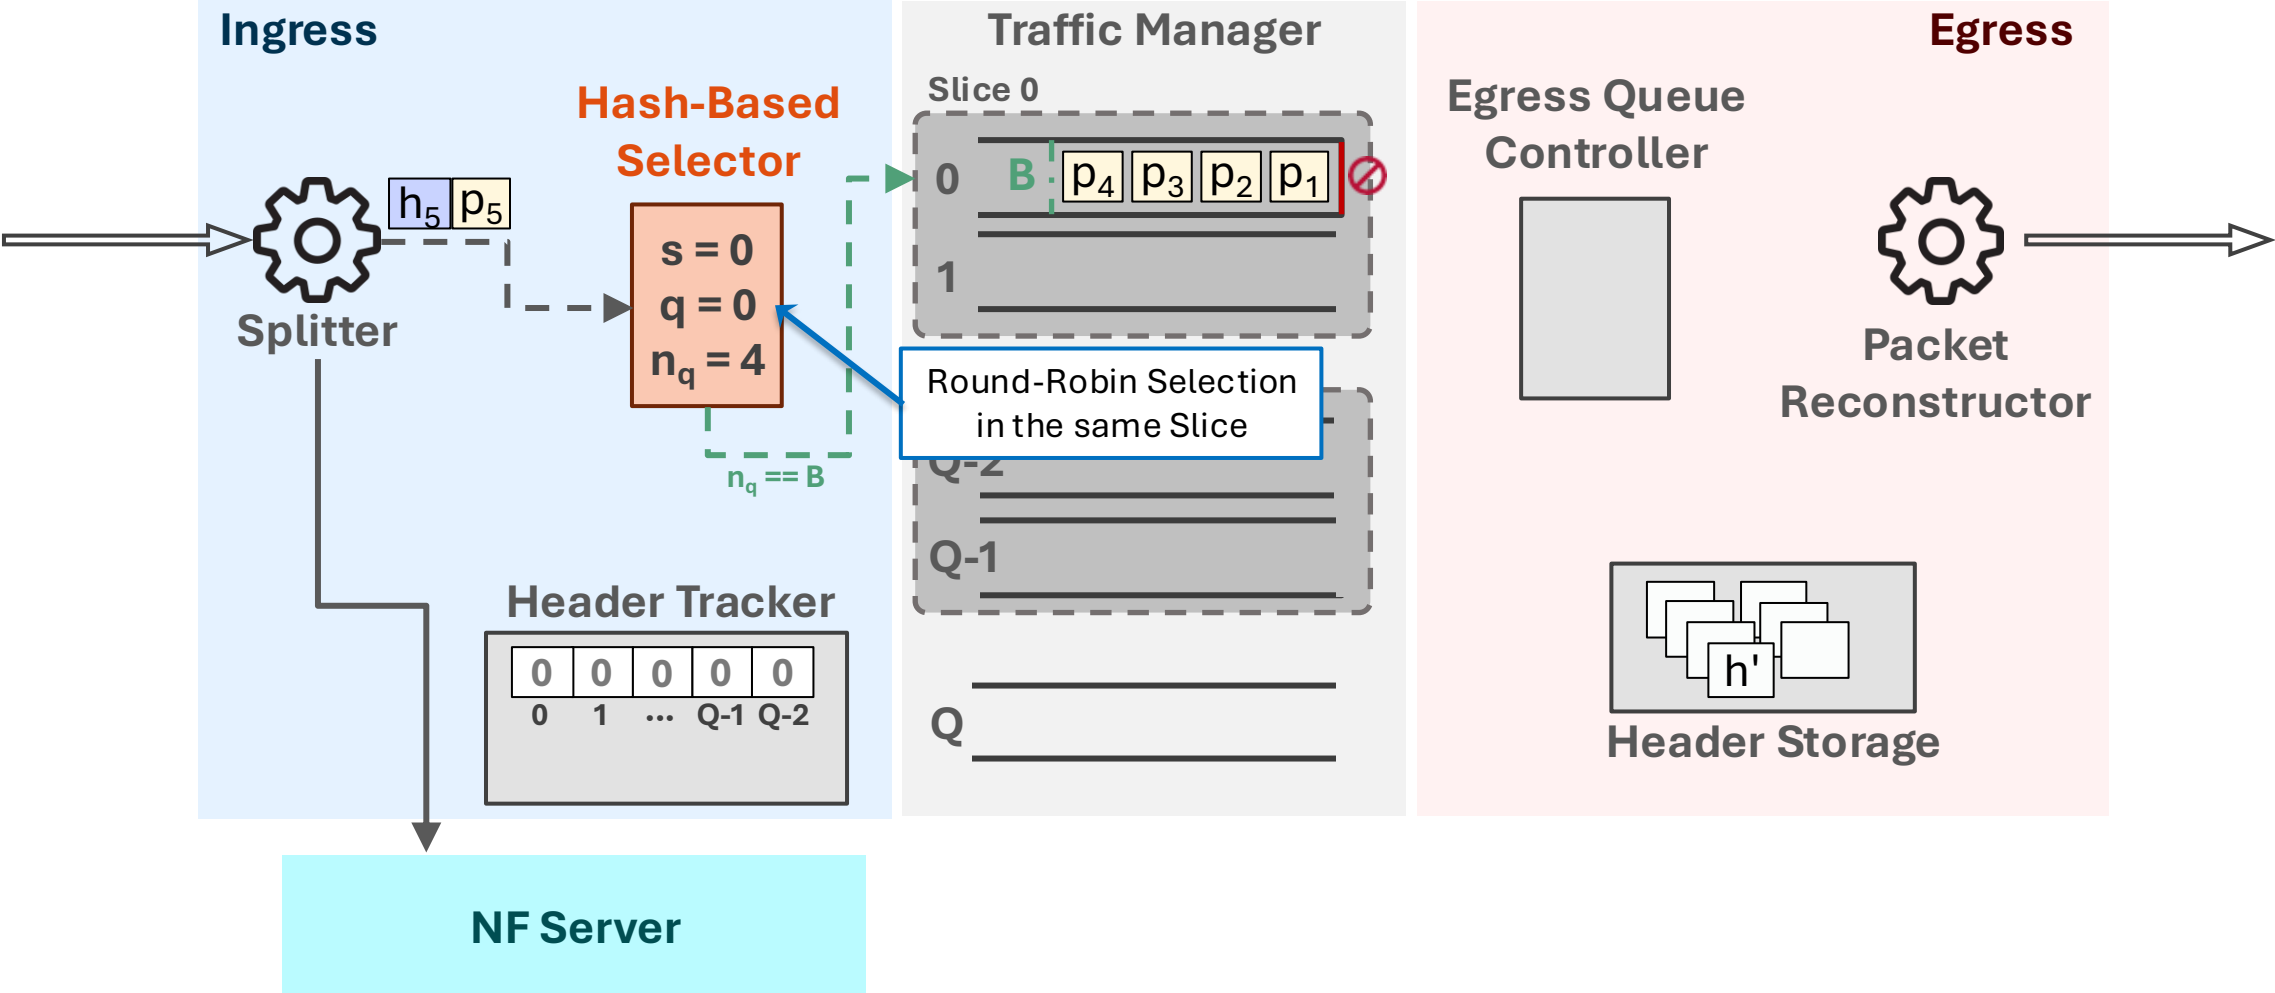 Ingress
Traffic Manager
Egress
Hash-Based
Selector
Slice 0
Egress Queue
Controller
h5 p5
0 B p4 p3 p2 p1
s = 0
q = 0
nq = 4
1
Splitter
Packet
Reconstructor
Round-Robin Selection
in the same Slice
nq == B
Q-2
Q-1
Header Tracker
0 0 0 0 0
0 1 ... Q-1 Q-2
h'
Q
Header Storage
NF Server